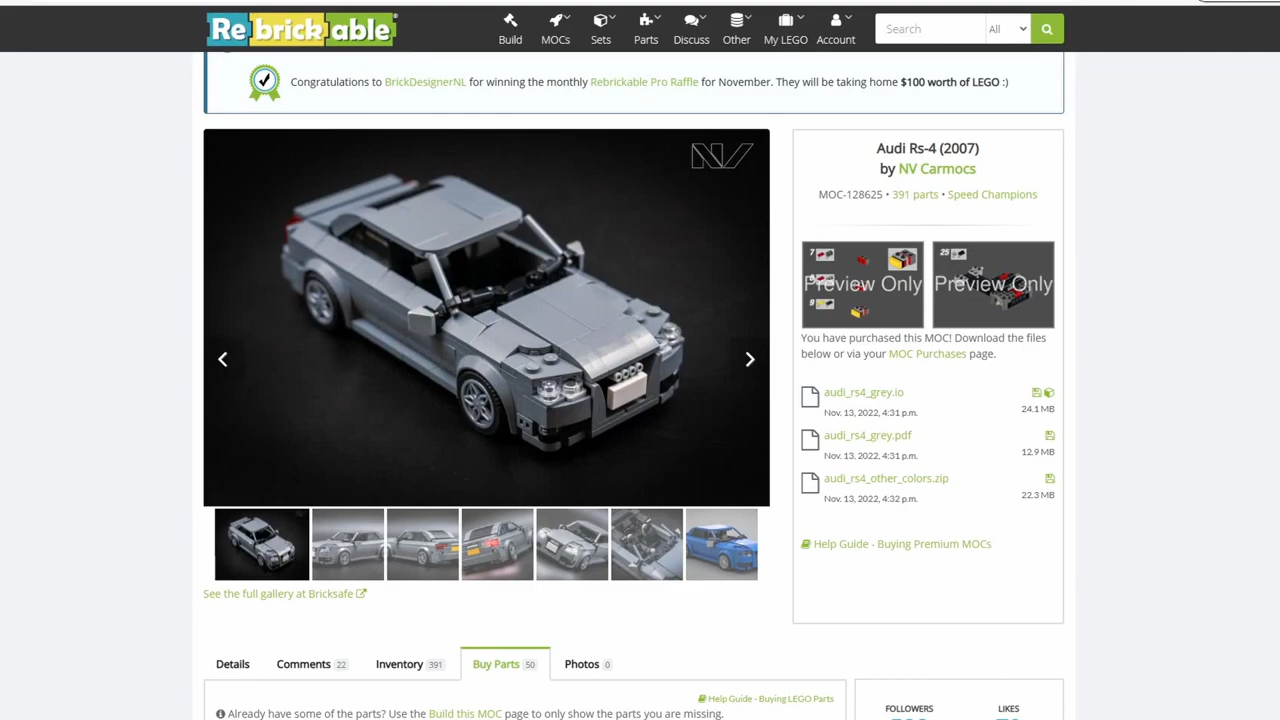 Rebrickable
Build
MOCs
Sets
Parts
Discuss
Other
My LEGO
Account
Search
All
Congratulations to BrickDesignerNL for winning the monthly Rebrickable Pro Raffle for November. They will be taking home $100 worth of LEGO :)
NV
Audi Rs-4 (2007)
by NV Carmocs
MOC-128625 • 391 parts • Speed Champions
7
9
Preview Only
25
Preview Only
You have purchased this MOC! Download the files
below or via your MOC Purchases page.
audi_rs4_grey.io
Nov. 13, 2022, 4:31 p.m.
24.1 MB
audi_rs4_grey.pdf
Nov. 13, 2022, 4:31 p.m.
12.9 MB
audi_rs4_other_colors.zip
Nov. 13, 2022, 4:32 p.m.
22.3 MB
Help Guide - Buying Premium MOCs
See the full gallery at Bricksafe
Details
Comments 22
Inventory 391
Buy Parts 50
Photos 0
Help Guide - Buying LEGO Parts
Already have some of the parts? Use the Build this MOC page to only show the parts you are missing.
FOLLOWERS
LIKES